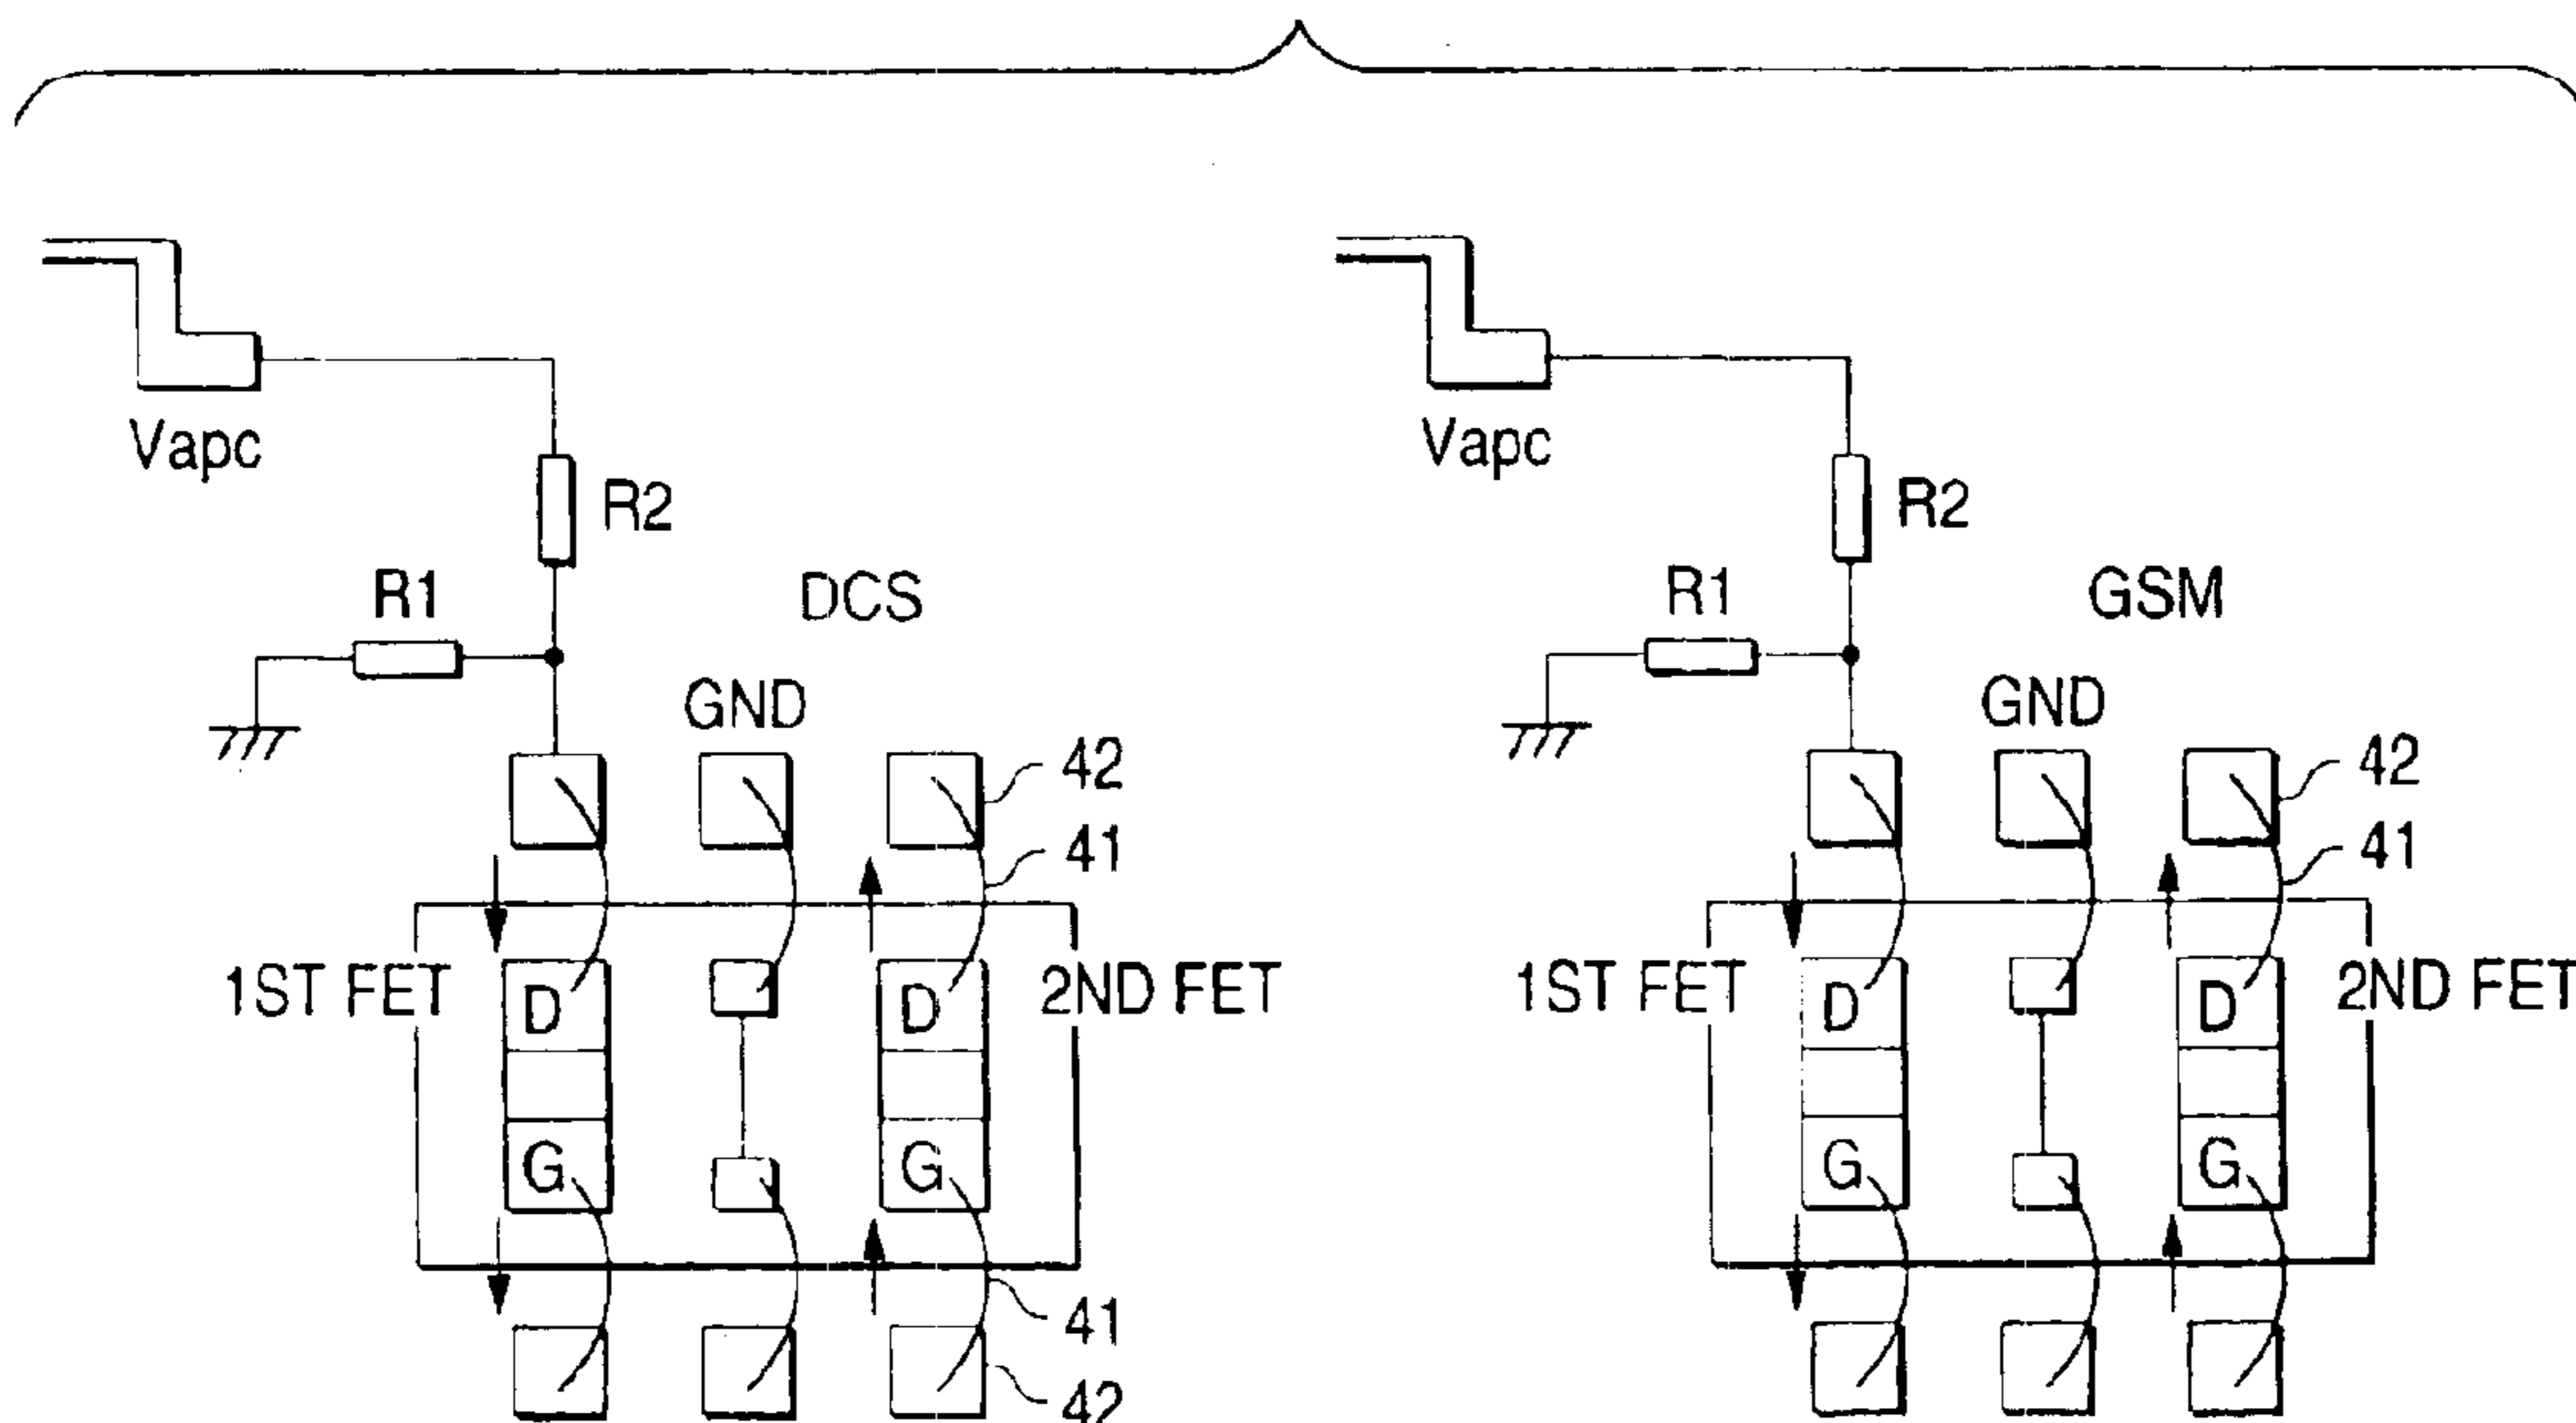 Vapc
R2
R1
DCS
GND
42
41
1ST FET
D
D
2ND FET
G
G
41
42
Vapc
R2
R1
GSM
GND
42
41
1ST FET
D
D
2ND FET
G
G